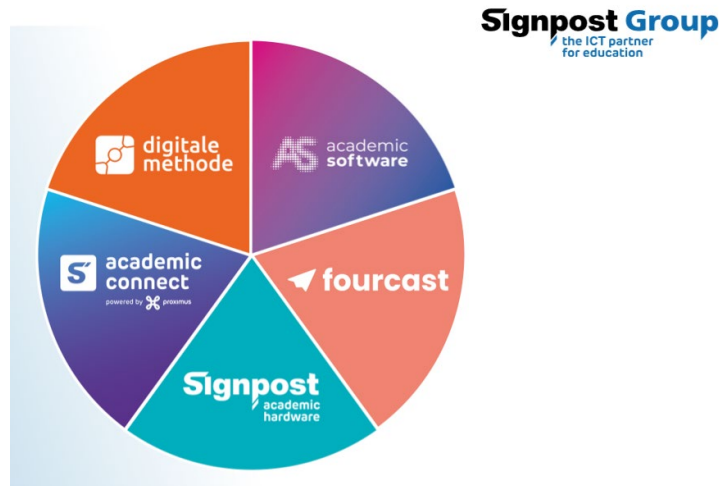 Signpost Group
the ICT partner
for education
digitale
methode
AS academic
software
S academic
connect
powered by proximus
fourcast
Signpost
academic
hardware